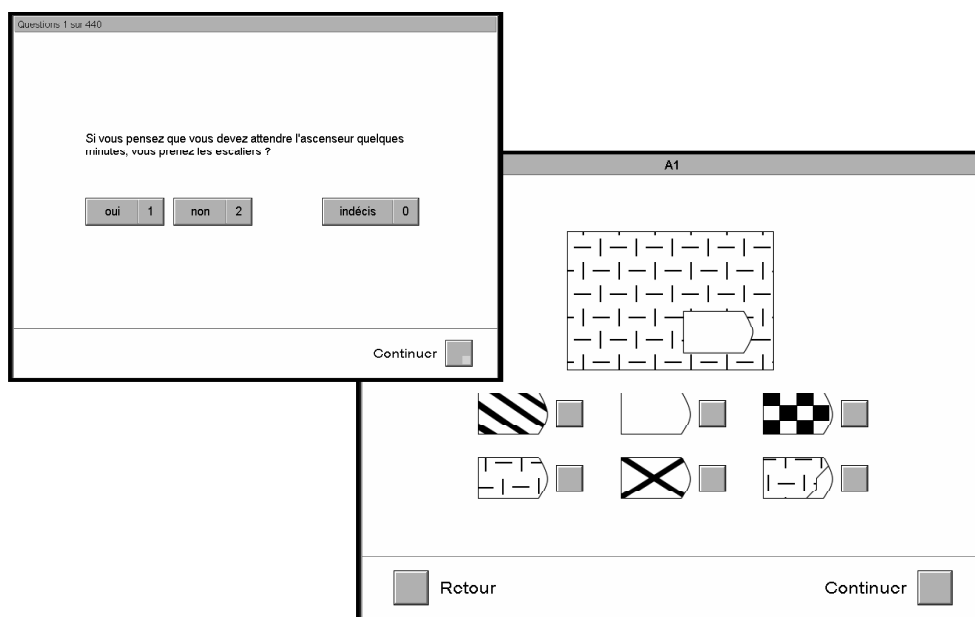 Questions 1 sur 440
Si vous pensez que vous devez attendre l'ascenseur quelques
minutes, vous prenez les escaliers ?
oui 1 non 2 indécis 0
Continuer
A1
Retour Continuer